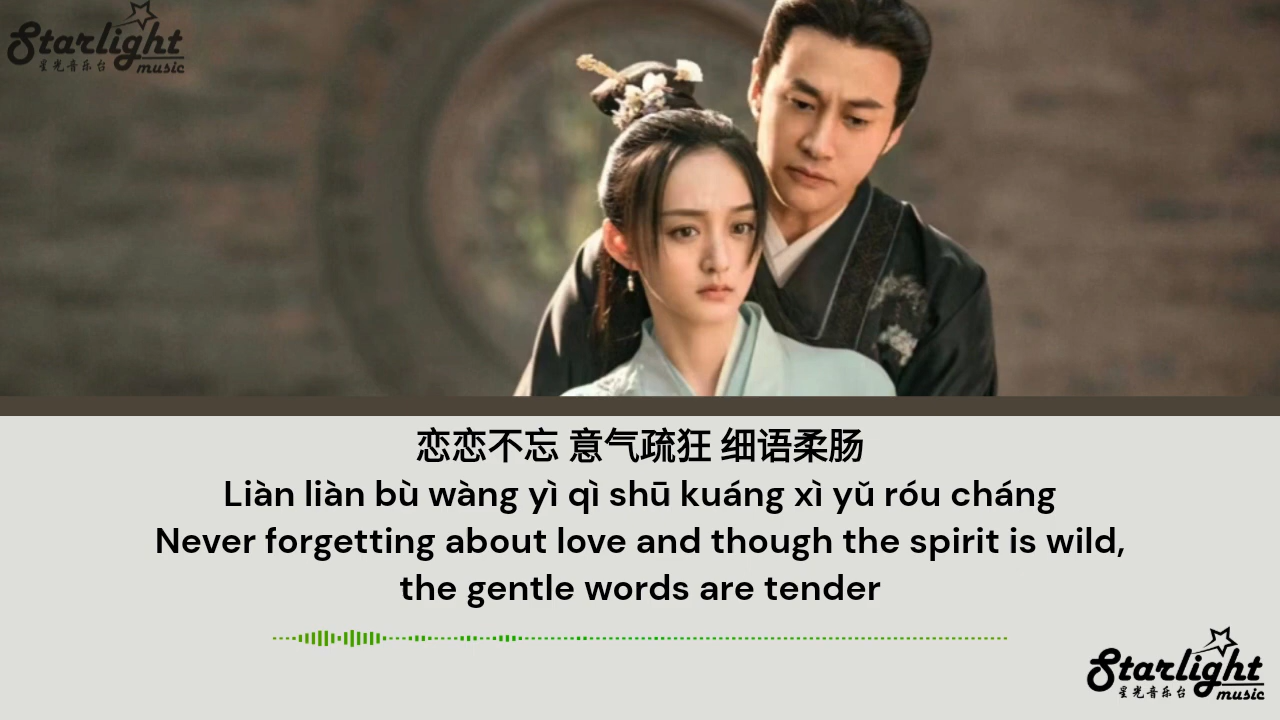 Starlight
星光音乐台 music
恋恋不忘 意气疏狂 细语柔肠
Liàn liàn bù wàng yì qì shū kuáng xì yǔ róu cháng
Never forgetting about love and though the spirit is wild,
the gentle words are tender
Starlight
星光音乐台 music